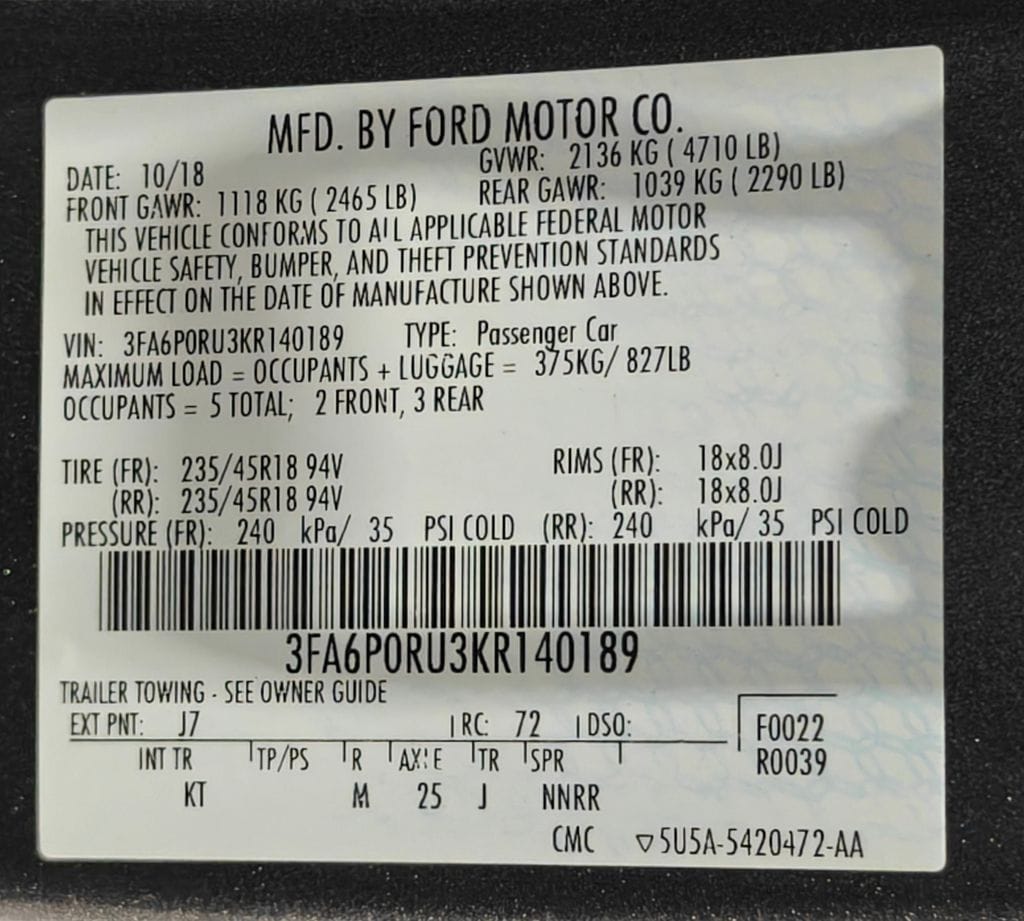 MFD. BY FORD MOTOR CO.
DATE: 10/18 GVWR: 2136 KG ( 4710 LB)
FRONT GAWR: 1118 KG ( 2465 LB) REAR GAWR: 1039 KG ( 2290 LB)
THIS VEHICLE CONFORMS TO ALL APPLICABLE FEDERAL MOTOR
VEHICLE SAFETY, BUMPER, AND THEFT PREVENTION STANDARDS
IN EFFECT ON THE DATE OF MANUFACTURE SHOWN ABOVE.
VIN: 3FA6P0RU3KR140189 TYPE: Passenger Car
MAXIMUM LOAD = OCCUPANTS + LUGGAGE = 375KG/ 827LB
OCCUPANTS = 5 TOTAL; 2 FRONT, 3 REAR
TIRE (FR): 235/45R18 94V RIMS (FR): 18x8.0J
(RR): 235/45R18 94V (RR): 18x8.0J
PRESSURE (FR): 240 kPa/ 35 PSI COLD (RR): 240 kPa/ 35 PSI COLD
3FA6P0RU3KR140189
TRAILER TOWING - SEE OWNER GUIDE
EXT PNT: J7 RC: 72 DSO: F0022
INT TR TP/PS R AXLE TR SPR R0039
KT M 25 J NNRR
CMC ▽5U5A-5420472-AA